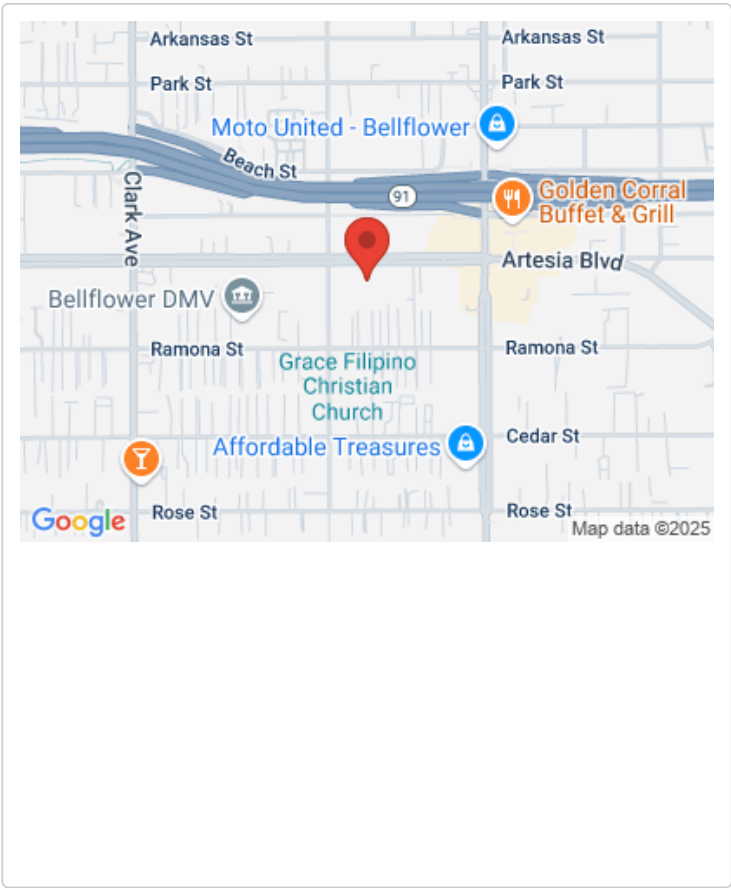 Arkansas St
Arkansas St
Park St
Park St
Moto United - Bellflower
Beach St
91
Golden Corral
Buffet & Grill
Clark Ave
Artesia Blvd
Bellflower DMV
Ramona St
Ramona St
Grace Filipino
Christian
Church
Cedar St
Affordable Treasures
Google
Rose St
Rose St
Map data ©2025